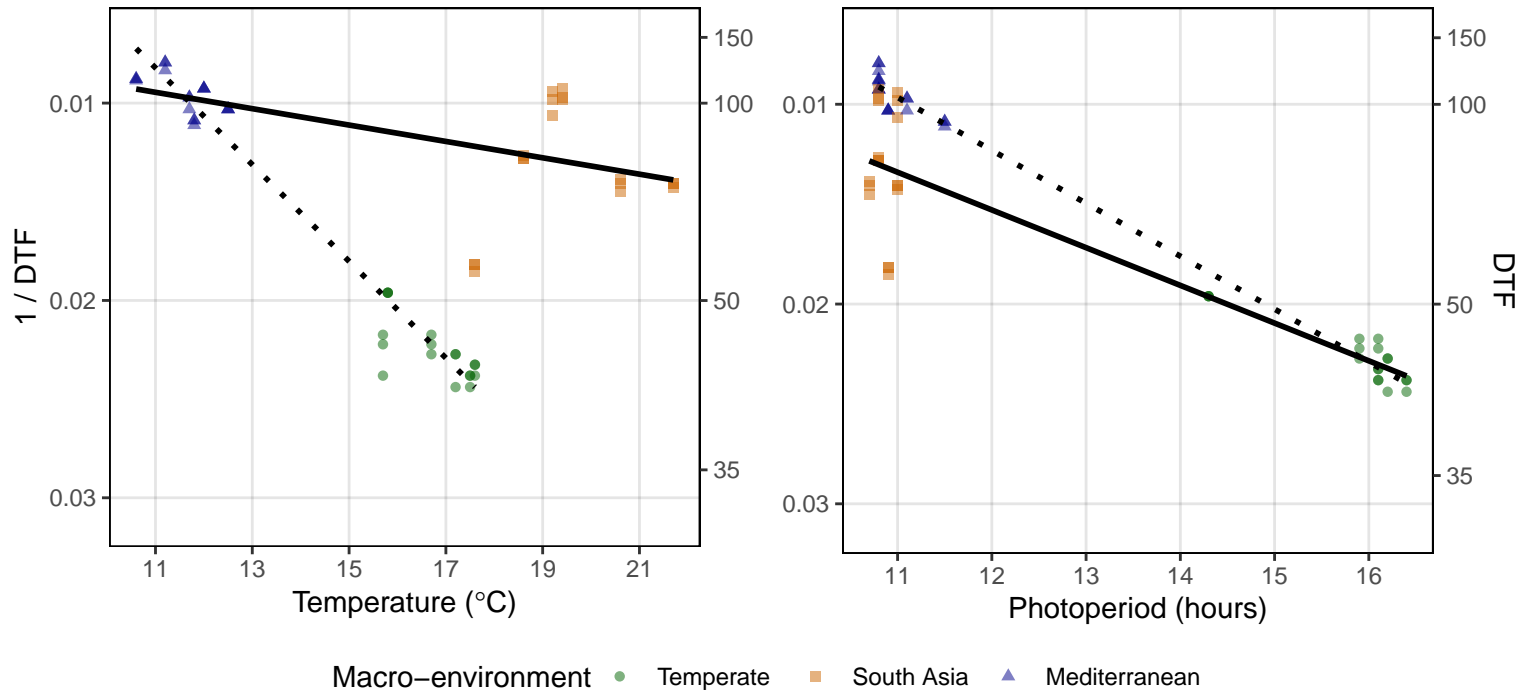 1 / DTF
0.01
0.02
0.03
150
100
50
35
11 13 15 17 19 21
Temperature (°C)
0.01
0.02
0.03
150
100
50
35
DTF
11 12 13 14 15 16
Photoperiod (hours)
Macro−environment Temperate South Asia Mediterranean